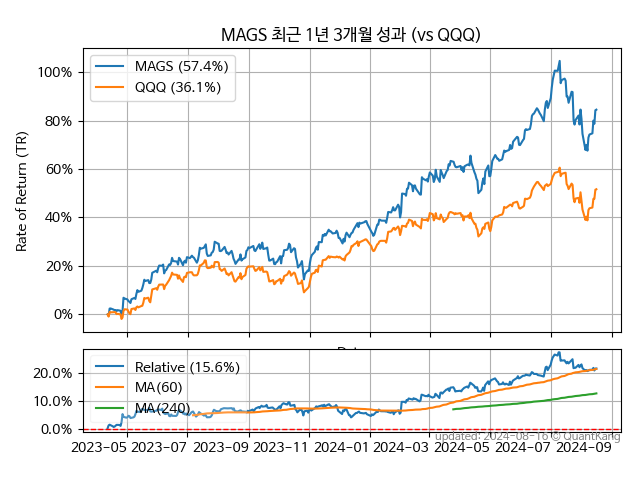 MAGS 최근 1년 3개월 성과 (vs QQQ)
Rate of Return (TR)
100%
80%
60%
40%
20%
0%
MAGS (57.4%)
QQQ (36.1%)
20.0%
10.0%
0.0%
Relative (15.6%)
MA(60)
MA(240)
2023-05 2023-07 2023-09 2023-11 2024-01 2024-03 2024-05 2024-07 2024-09
updated: 2024-08-16 © QuantKang